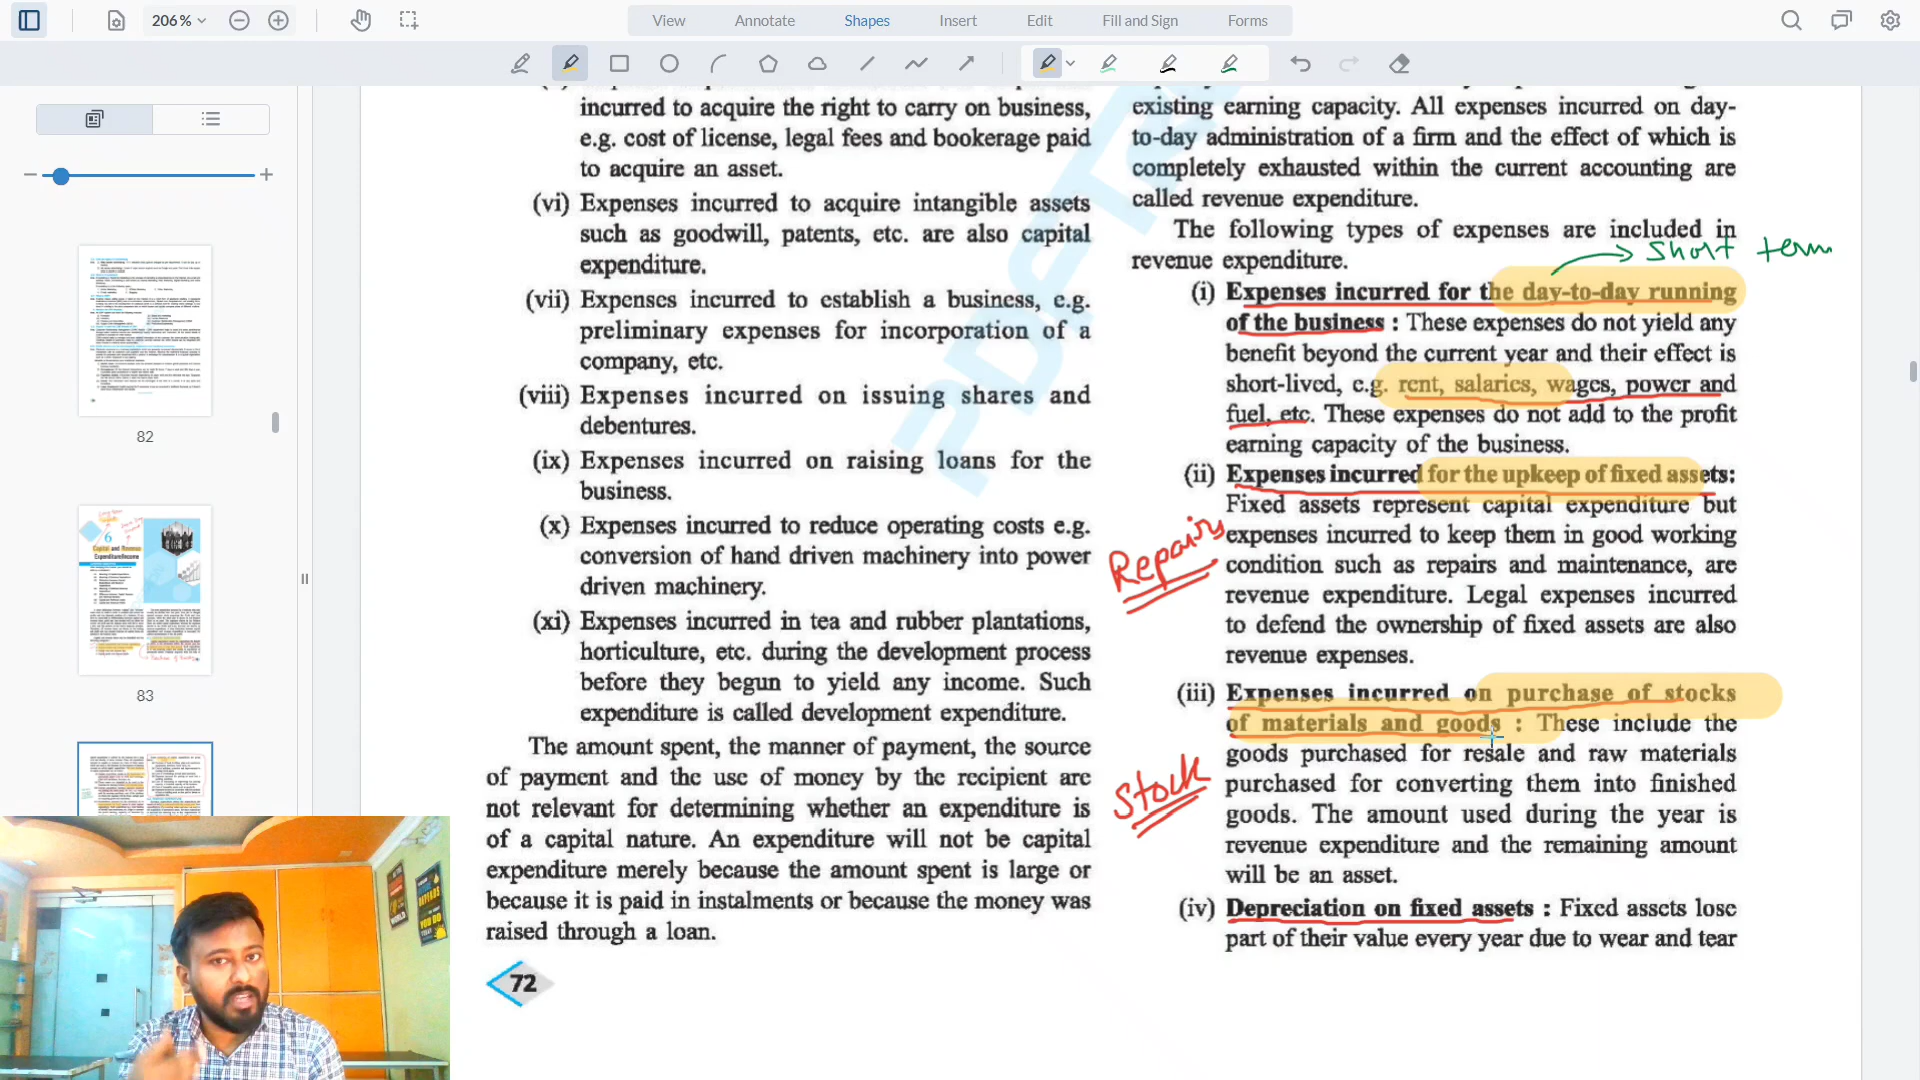 206%
View
Annotate
Shapes
Insert
Edit
Fill and Sign
Forms
82
6
Capital and Revenue
Expenditure/Income
83
incurred to acquire the right to carry on business,
e.g. cost of license, legal fees and bookerage paid
to acquire an asset.
(vi) Expenses incurred to acquire intangible assets
such as goodwill, patents, etc. are also capital
expenditure.
(vii) Expenses incurred to establish a business, e.g.
preliminary expenses for incorporation of a
company, etc.
(viii) Expenses incurred on issuing shares and
debentures.
(ix) Expenses incurred on raising loans for the
business.
(x) Expenses incurred to reduce operating costs e.g.
conversion of hand driven machinery into power
driven machinery.
(xi) Expenses incurred in tea and rubber plantations,
horticulture, etc. during the development process
before they begun to yield any income. Such
expenditure is called development expenditure.
The amount spent, the manner of payment, the source
of payment and the use of money by the recipient are
not relevant for determining whether an expenditure is
of a capital nature. An expenditure will not be capital
expenditure merely because the amount spent is large or
because it is paid in instalments or because the money was
raised through a loan.
72
existing earning capacity. All expenses incurred on day-
to-day administration of a firm and the effect of which is
completely exhausted within the current accounting are
called revenue expenditure.
The following types of expenses are included in
revenue expenditure.
Short term
(i) Expenses incurred for the day-to-day running
of the business : These expenses do not yield any
benefit beyond the current year and their effect is
short-lived, e.g. rent, salaries, wages, power and
fuel, etc. These expenses do not add to the profit
earning capacity of the business.
(ii) Expenses incurred for the upkeep of fixed assets:
Fixed assets represent capital expenditure but
expenses incurred to keep them in good working
condition such as repairs and maintenance, are
revenue expenditure. Legal expenses incurred
to defend the ownership of fixed assets are also
revenue expenses.
Repairs
(iii) Expenses incurred on purchase of stocks
of materials and goods : These include the
goods purchased for resale and raw materials
purchased for converting them into finished
goods. The amount used during the year is
revenue expenditure and the remaining amount
will be an asset.
Stock
(iv) Depreciation on fixed assets : Fixed assets lose
part of their value every year due to wear and tear